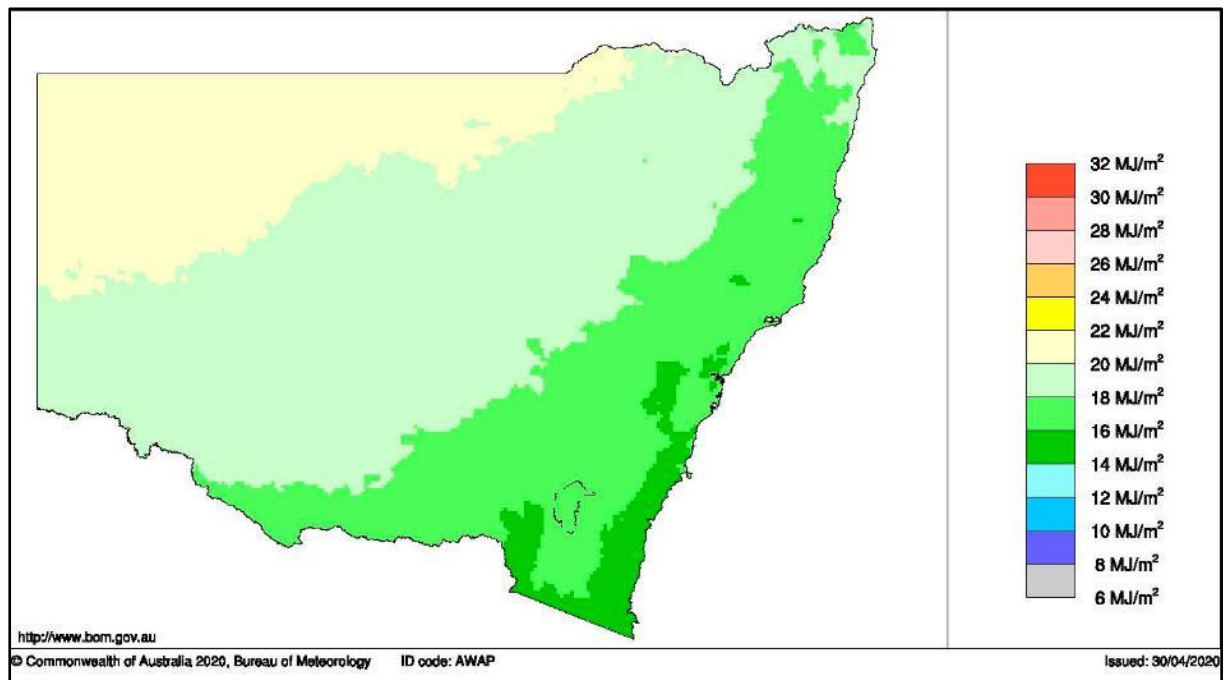 32 MJ/m²
30 MJ/m²
28 MJ/m²
26 MJ/m²
24 MJ/m²
22 MJ/m²
20 MJ/m²
18 MJ/m²
16 MJ/m²
14 MJ/m²
12 MJ/m²
10 MJ/m²
8 MJ/m²
6 MJ/m²
http://www.bom.gov.au
© Commonwealth of Australia 2020, Bureau of Meteorology ID code: AWAP Issued: 30/04/2020